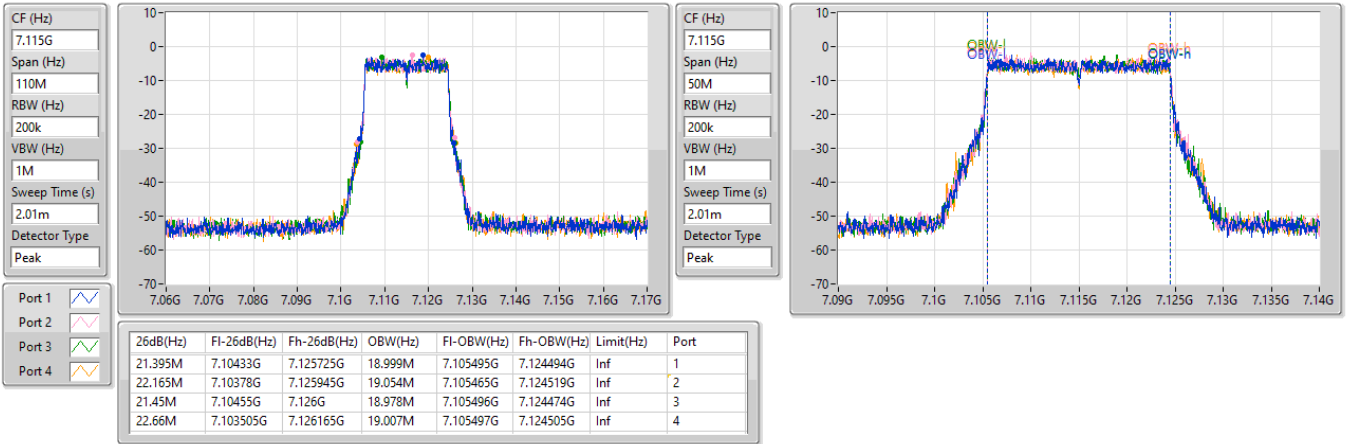 CF (Hz)
7.115G
Span (Hz)
110M
RBW (Hz)
200k
VBW (Hz)
1M
Sweep Time (s)
2.01m
Detector Type
Peak
10
0
-10
-20
-30
-40
-50
-60
-70
7.06G 7.07G 7.08G 7.09G 7.1G 7.11G 7.12G 7.13G 7.14G 7.15G 7.16G 7.17G
CF (Hz)
7.115G
Span (Hz)
50M
RBW (Hz)
200k
VBW (Hz)
1M
Sweep Time (s)
2.01m
Detector Type
Peak
10
0
-10
-20
-30
-40
-50
-60
-70
OBW-l
OBW-l
OBW-h
OBW-h
7.09G 7.095G 7.1G 7.105G 7.11G 7.115G 7.12G 7.125G 7.13G 7.135G 7.14G
Port 1
Port 2
Port 3
Port 4
26dB(Hz) Fl-26dB(Hz) Fh-26dB(Hz) OBW(Hz) Fl-OBW(Hz) Fh-OBW(Hz) Limit(Hz) Port
21.395M 7.10433G 7.125725G 18.999M 7.105495G 7.124494G Inf 1
22.165M 7.10378G 7.125945G 19.054M 7.105465G 7.124519G Inf 2
21.45M 7.10455G 7.126G 18.978M 7.105496G 7.124474G Inf 3
22.66M 7.103505G 7.126165G 19.007M 7.105497G 7.124505G Inf 4